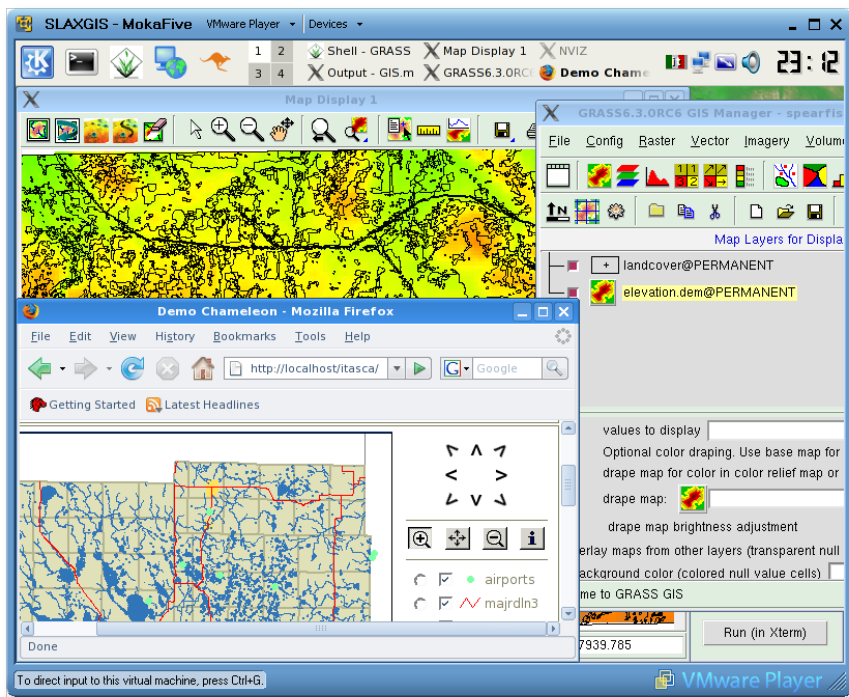 SLAXGIS - MokaFive VMware Player Devices
1 2 Shell - GRASS Map Display 1 NVIZ
3 4 Output - GIS.m GRASS6.3.0RC Demo Chame
23:12
Map Display 1
GRASS6.3.0RC6 GIS Manager - spearfis
File Config Raster Vector Imagery Volum
Map Layers for Displa
landcover@PERMANENT
elevation.dem@PERMANENT
Demo Chameleon - Mozilla Firefox
File Edit View History Bookmarks Tools Help
http://localhost/itasca/ G Google
Getting Started Latest Headlines
values to display
Optional color draping. Use base map for
drape map for color in color relief map or
drape map:
drape map brightness adjustment
erlay maps from other layers (transparent null
ackground color (colored null value cells)
me to GRASS GIS
airports
majrdln3
Done
7939.785
Run (in Xterm)
To direct input to this virtual machine, press Ctrl+G.
VMware Player